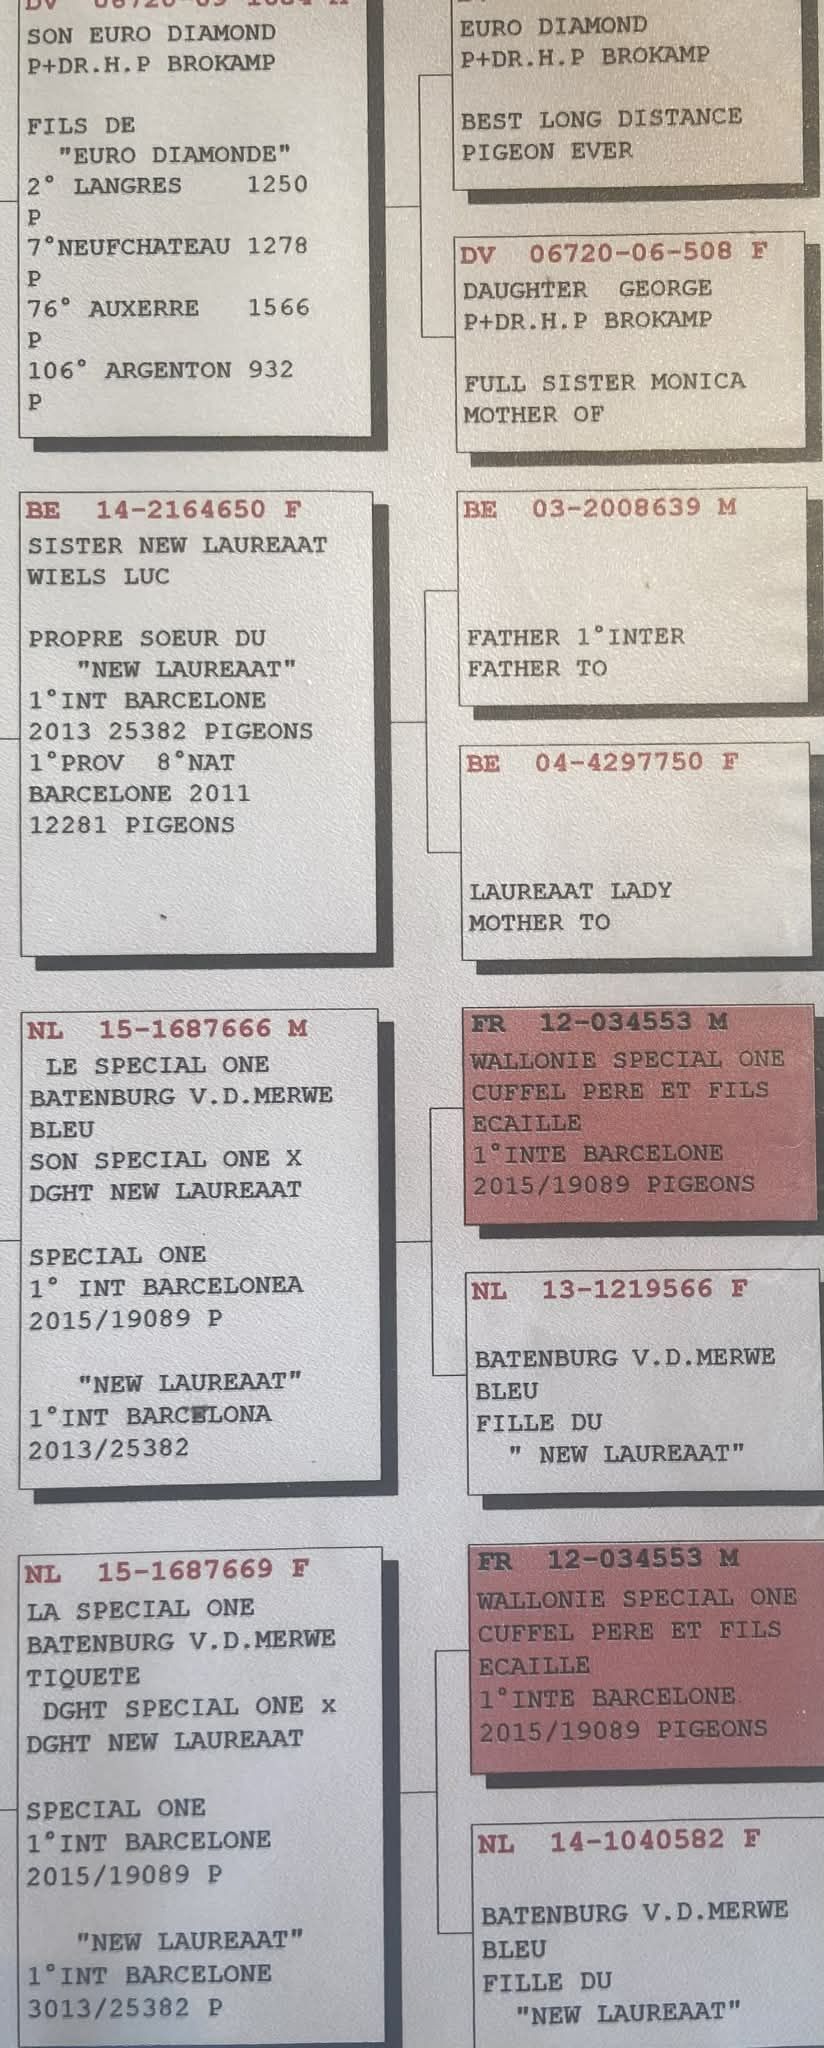 SON EURO DIAMOND
P+DR.H.P BROKAMP
FILS DE
"EURO DIAMONDE"
2° LANGRES 1250
P
7°NEUFCHATEAU 1278
P
76° AUXERRE 1566
P
106° ARGENTON 932
P
EURO DIAMOND
P+DR.H.P BROKAMP
BEST LONG DISTANCE
PIGEON EVER
DV 06720-06-508 F
DAUGHTER GEORGE
P+DR.H.P BROKAMP
FULL SISTER MONICA
MOTHER OF
BE 14-2164650 F
SISTER NEW LAUREAAT
WIELS LUC
PROPRE SOEUR DU
"NEW LAUREAAT"
1°INT BARCELONE
2013 25382 PIGEONS
1°PROV 8°NAT
BARCELONE 2011
12281 PIGEONS
BE 03-2008639 M
FATHER 1°INTER
FATHER TO
BE 04-4297750 F
LAUREAAT LADY
MOTHER TO
NL 15-1687666 M
LE SPECIAL ONE
BATENBURG V.D.MERWE
BLEU
SON SPECIAL ONE X
DGHT NEW LAUREAAT
SPECIAL ONE
1° INT BARCELONEA
2015/19089 P
"NEW LAUREAAT"
1°INT BARCELONA
2013/25382
FR 12-034553 M
WALLONIE SPECIAL ONE
CUFFEL PERE ET FILS
ECAILLE
1°INTE BARCELONE
2015/19089 PIGEONS
NL 13-1219566 F
BATENBURG V.D.MERWE
BLEU
FILLE DU
" NEW LAUREAAT"
NL 15-1687669 F
LA SPECIAL ONE
BATENBURG V.D.MERWE
TIQUETE
DGHT SPECIAL ONE x
DGHT NEW LAUREAAT
SPECIAL ONE
1°INT BARCELONE
2015/19089 P
"NEW LAUREAAT"
1°INT BARCELONE
3013/25382 P
FR 12-034553 M
WALLONIE SPECIAL ONE
CUFFEL PERE ET FILS
ECAILLE
1°INTE BARCELONE
2015/19089 PIGEONS
NL 14-1040582 F
BATENBURG V.D.MERWE
BLEU
FILLE DU
"NEW LAUREAAT"